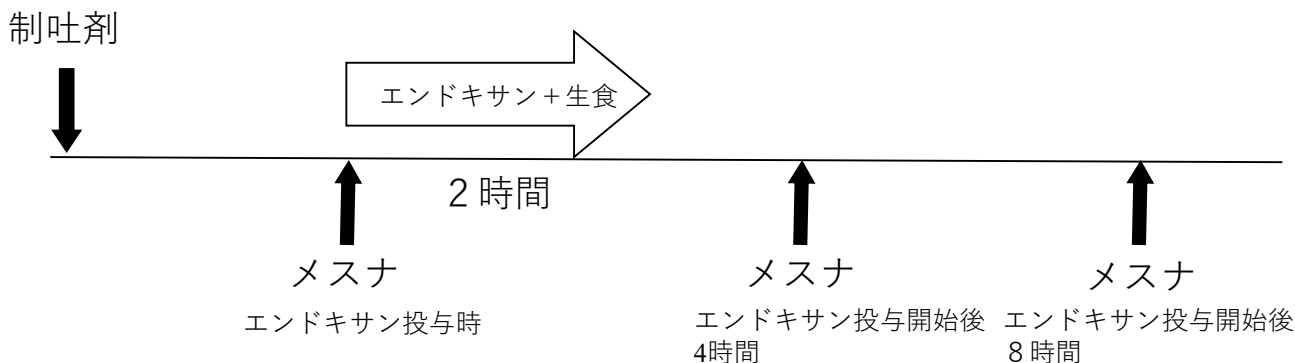 制吐剤
エンドキサン＋生食
２時間
メスナ
エンドキサン投与時
メスナ
エンドキサン投与開始後
4時間
メスナ
エンドキサン投与開始後
８時間